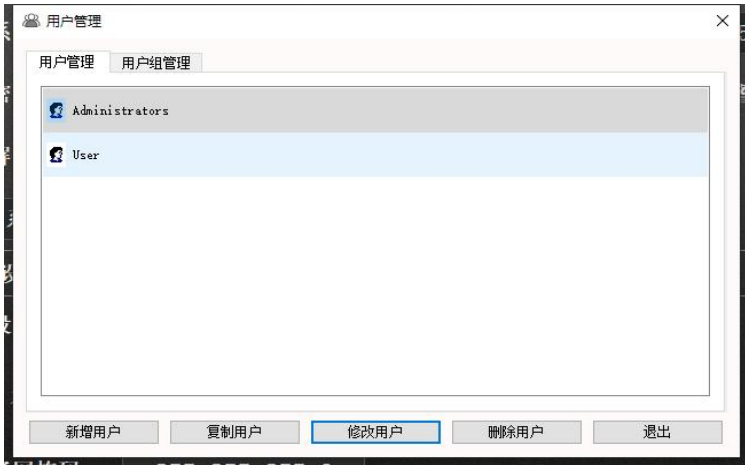 用户管理
用户管理
用户组管理
Administrators
User
新增用户
复制用户
修改用户
删除用户
退出